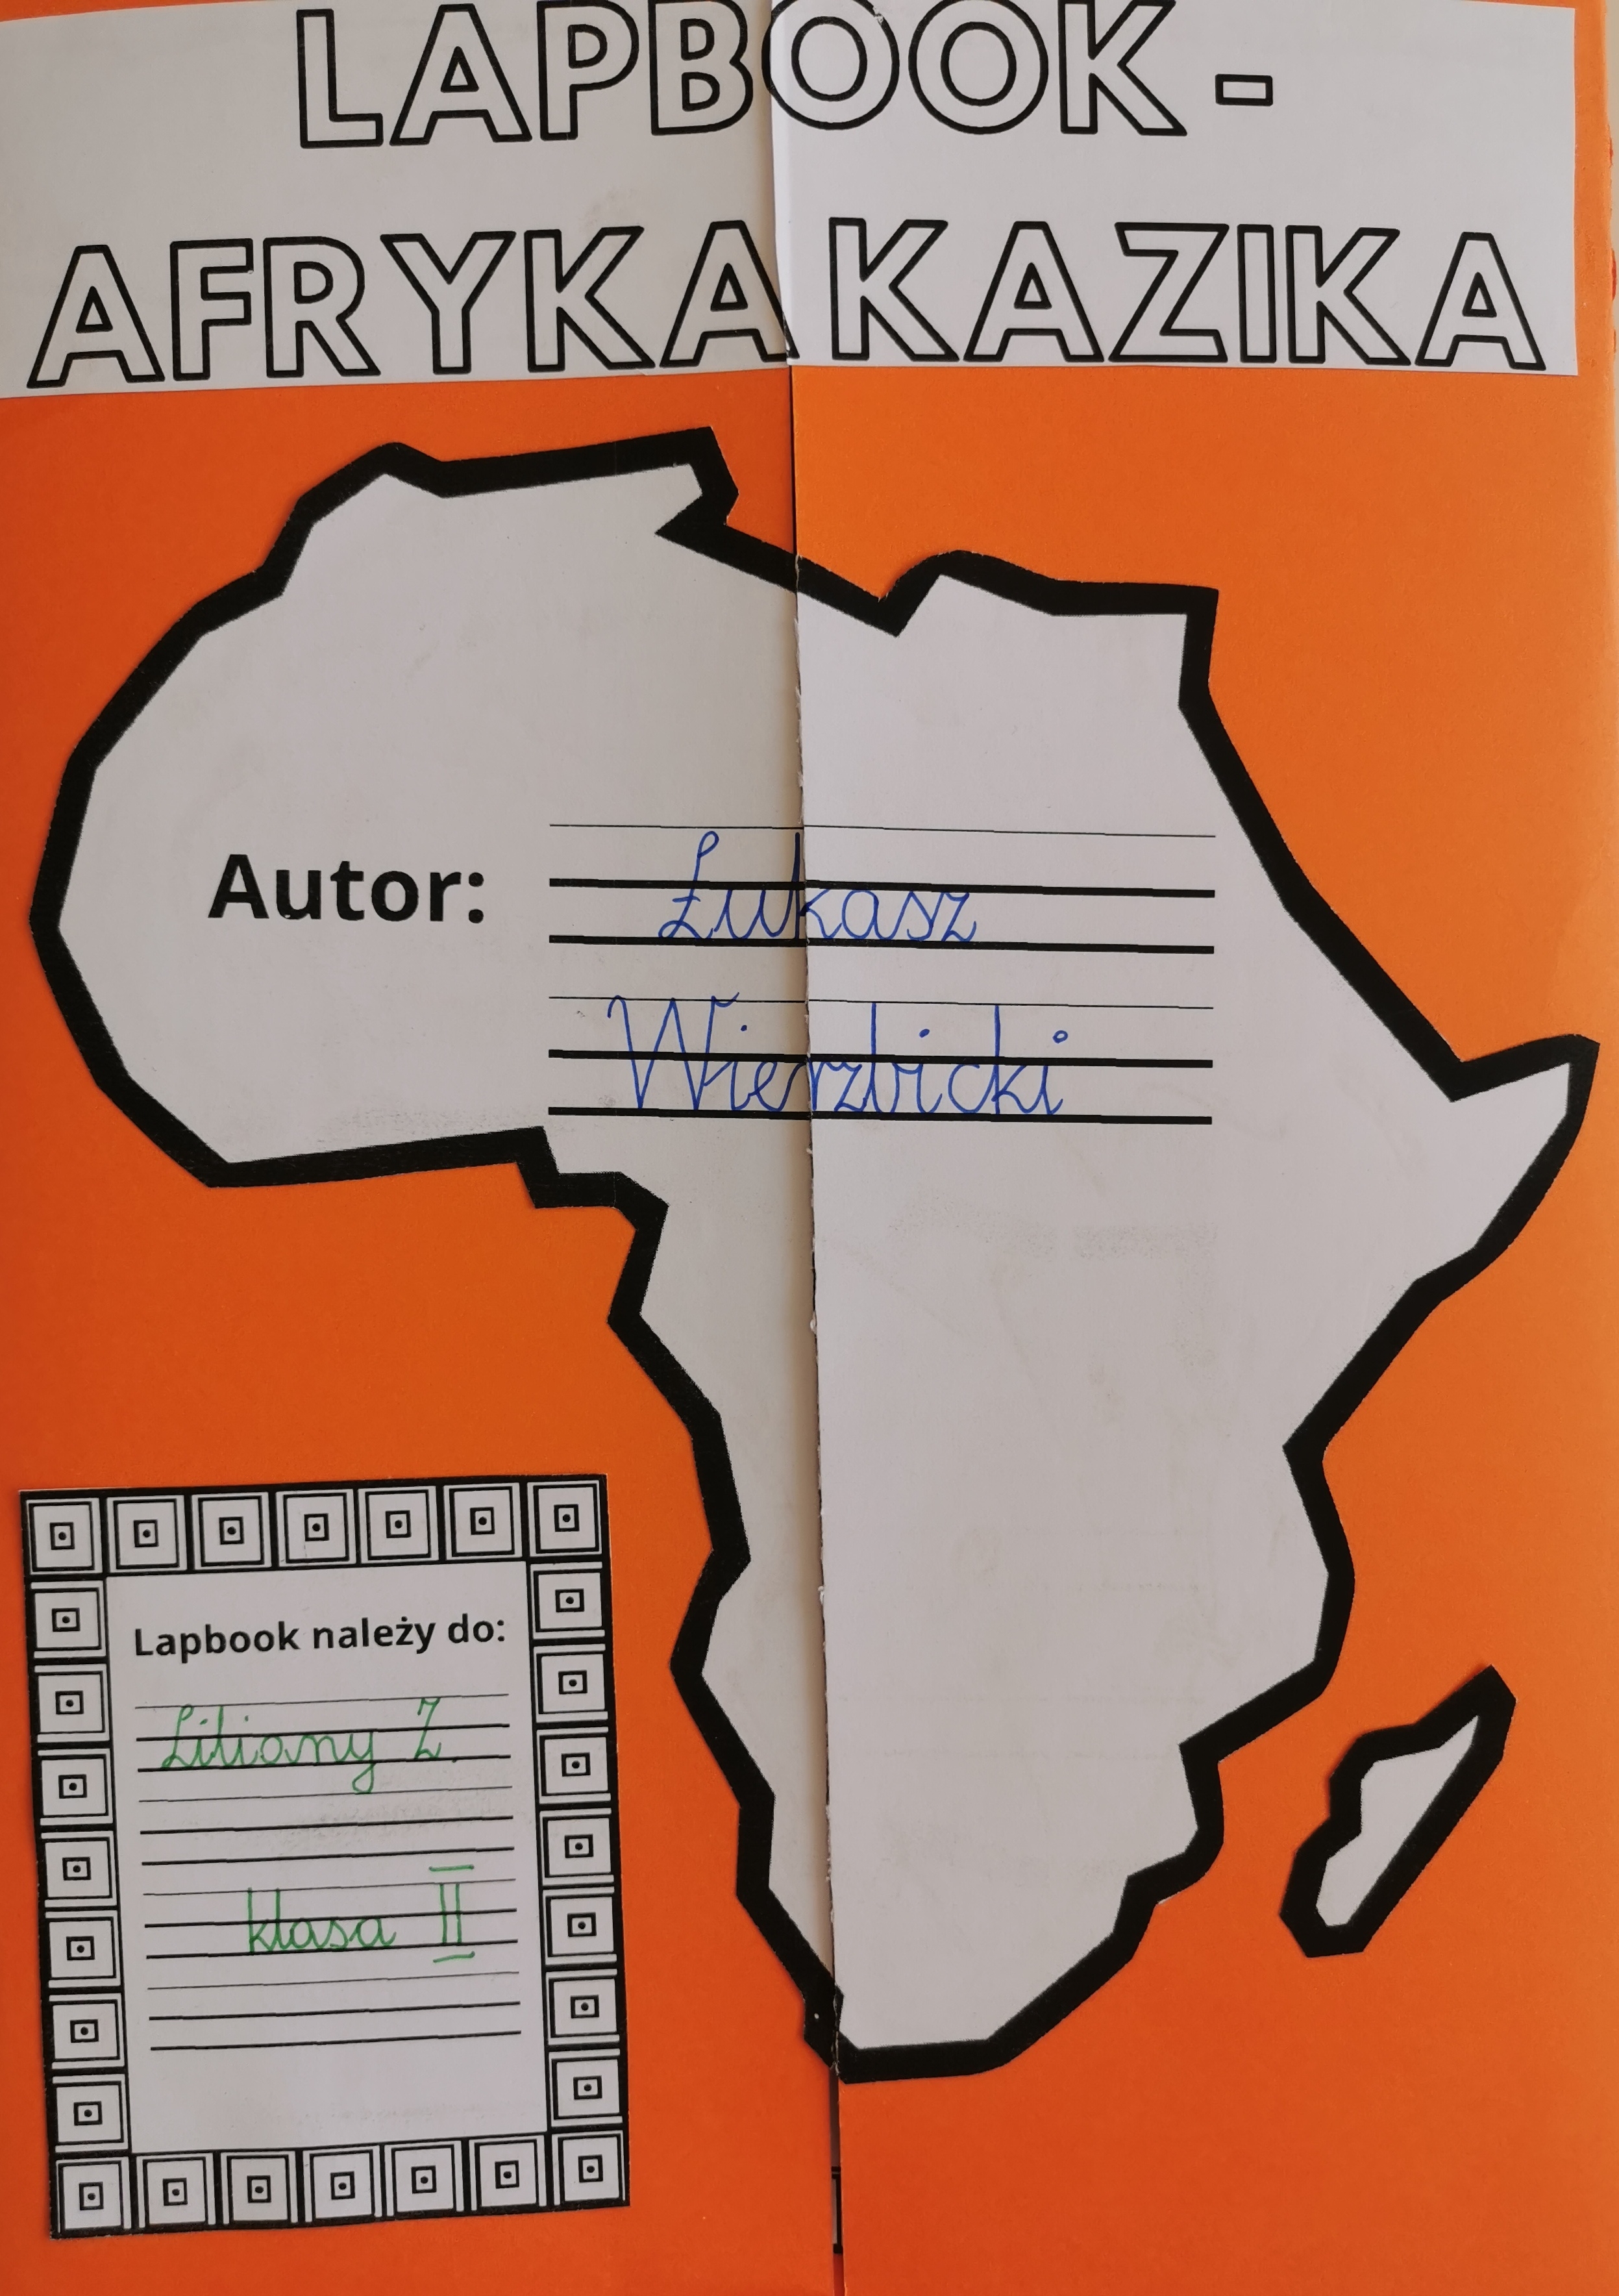 LAPBOOK -
AFRYKA KAZIKA
Autor: Łukasz
Wierzbicki
Lapbook należy do:
Liliany Z.
klasa II